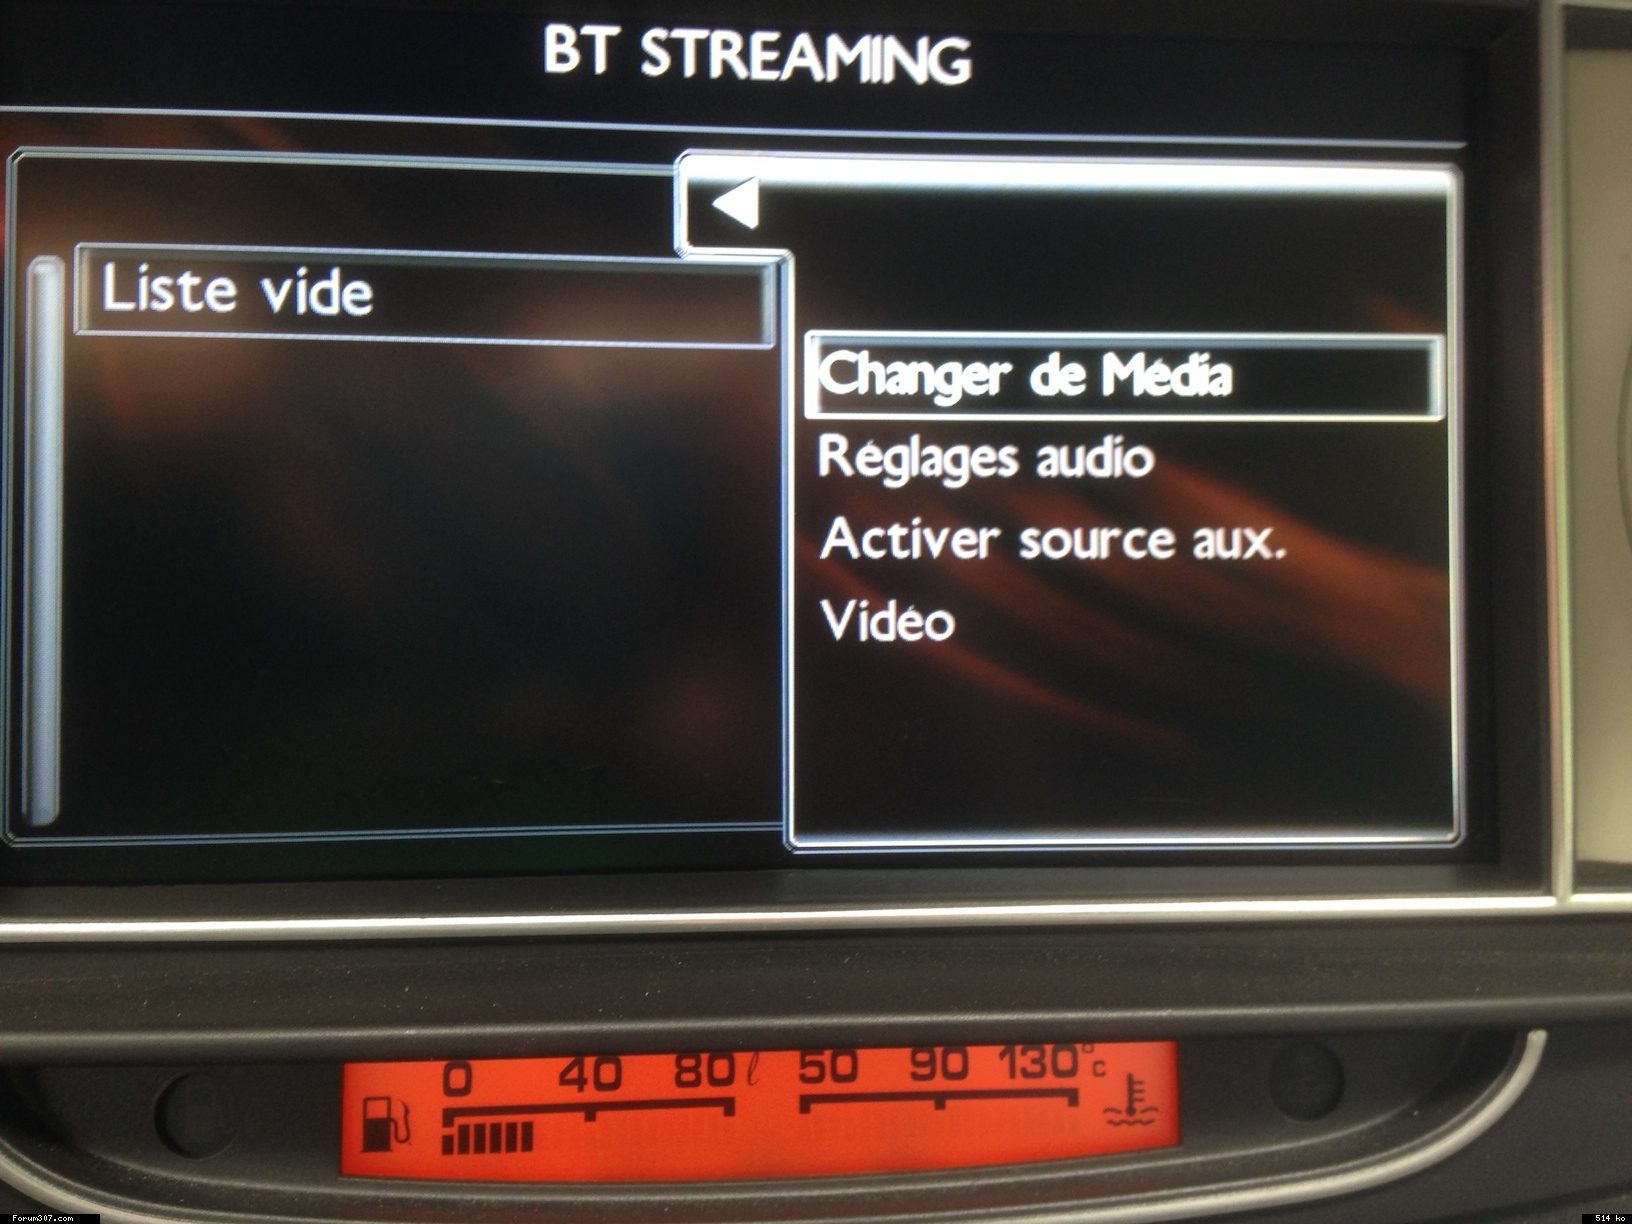 BT STREAMING
Liste vide
Changer de Média
Réglages audio
Activer source aux.
Vidéo
0 40 80 l 50 90 130°C
Forum307.com
514 ko